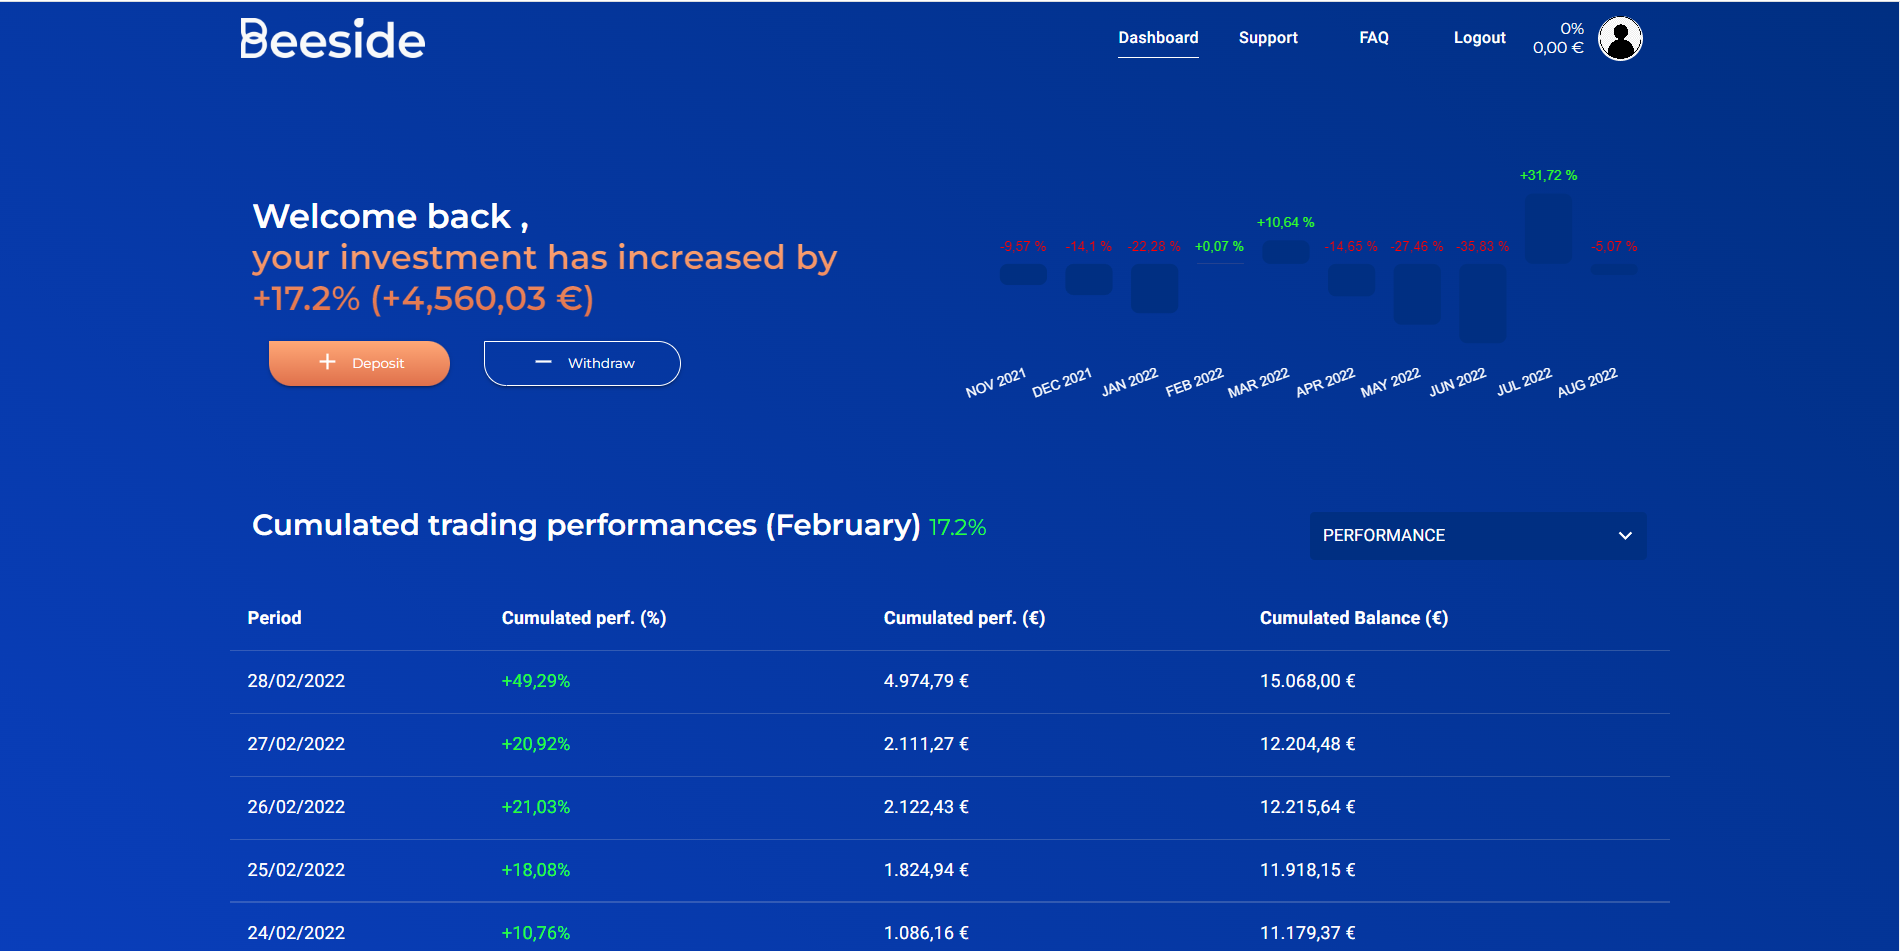 Beeside
Dashboard Support FAQ Logout 0%
0,00 €
+31,72 %
+10,64 %
-9,57 % -14,1 % -22,28 % +0,07 % -14,65 % -27,46 % -35,83 % -5,07 %
Welcome back ,
your investment has increased by
+17.2% (+4,560,03 €)
Deposit Withdraw
NOV 2021 DEC 2021 JAN 2022 FEB 2022 MAR 2022 APR 2022 MAY 2022 JUN 2022 JUL 2022 AUG 2022
Cumulated trading performances (February) 17.2%
PERFORMANCE
Period Cumulated perf. (%) Cumulated perf. (€) Cumulated Balance (€)
28/02/2022 +49,29% 4.974,79 € 15.068,00 €
27/02/2022 +20,92% 2.111,27 € 12.204,48 €
26/02/2022 +21,03% 2.122,43 € 12.215,64 €
25/02/2022 +18,08% 1.824,94 € 11.918,15 €
24/02/2022 +10,76% 1.086,16 € 11.179,37 €